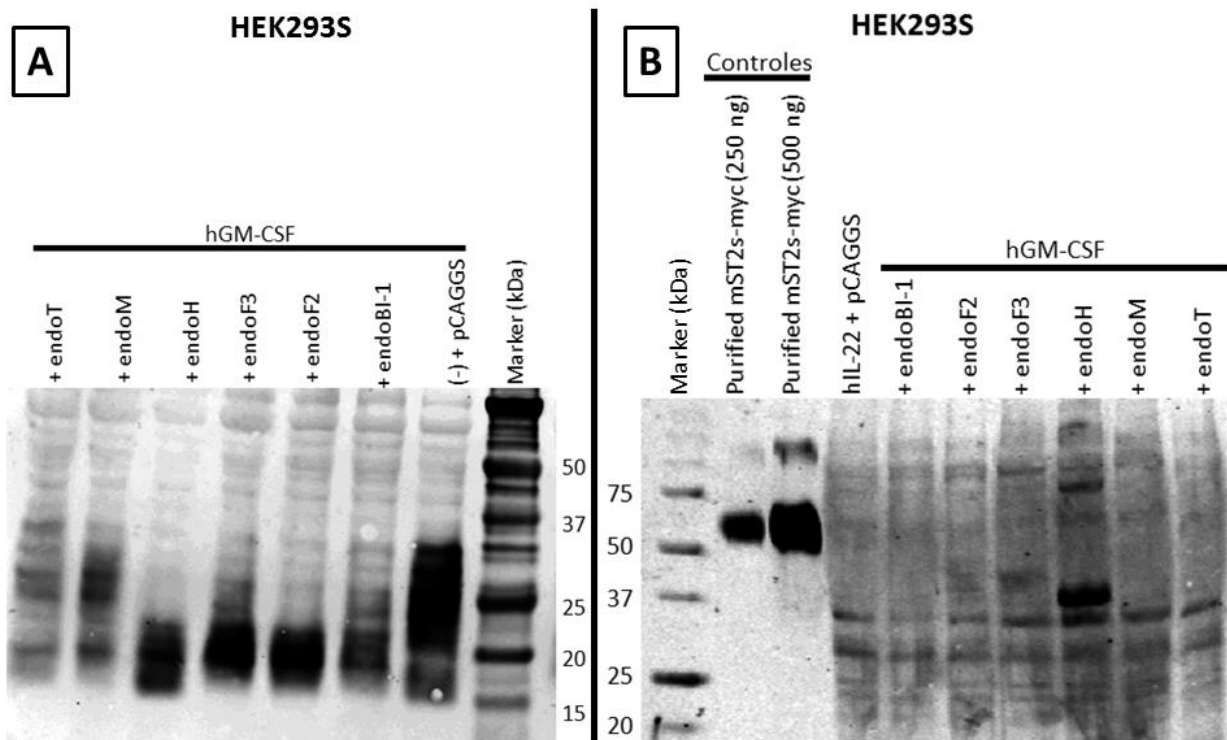 A
HEK293S
hGM-CSF
+ endoT
+ endoM
+ endoH
+ endoF3
+ endoF2
+ endoBI-1
(-) + pCAGGS
Marker (kDa)
50
37
25
20
15
B
HEK293S
Controles
Marker (kDa)
Purified mST2s-myc (250 ng)
Purified mST2s-myc (500 ng)
hIL-22 + pCAGGS
hGM-CSF
+ endoBI-1
+ endoF2
+ endoF3
+ endoH
+ endoM
+ endoT
75
50
37
25
20